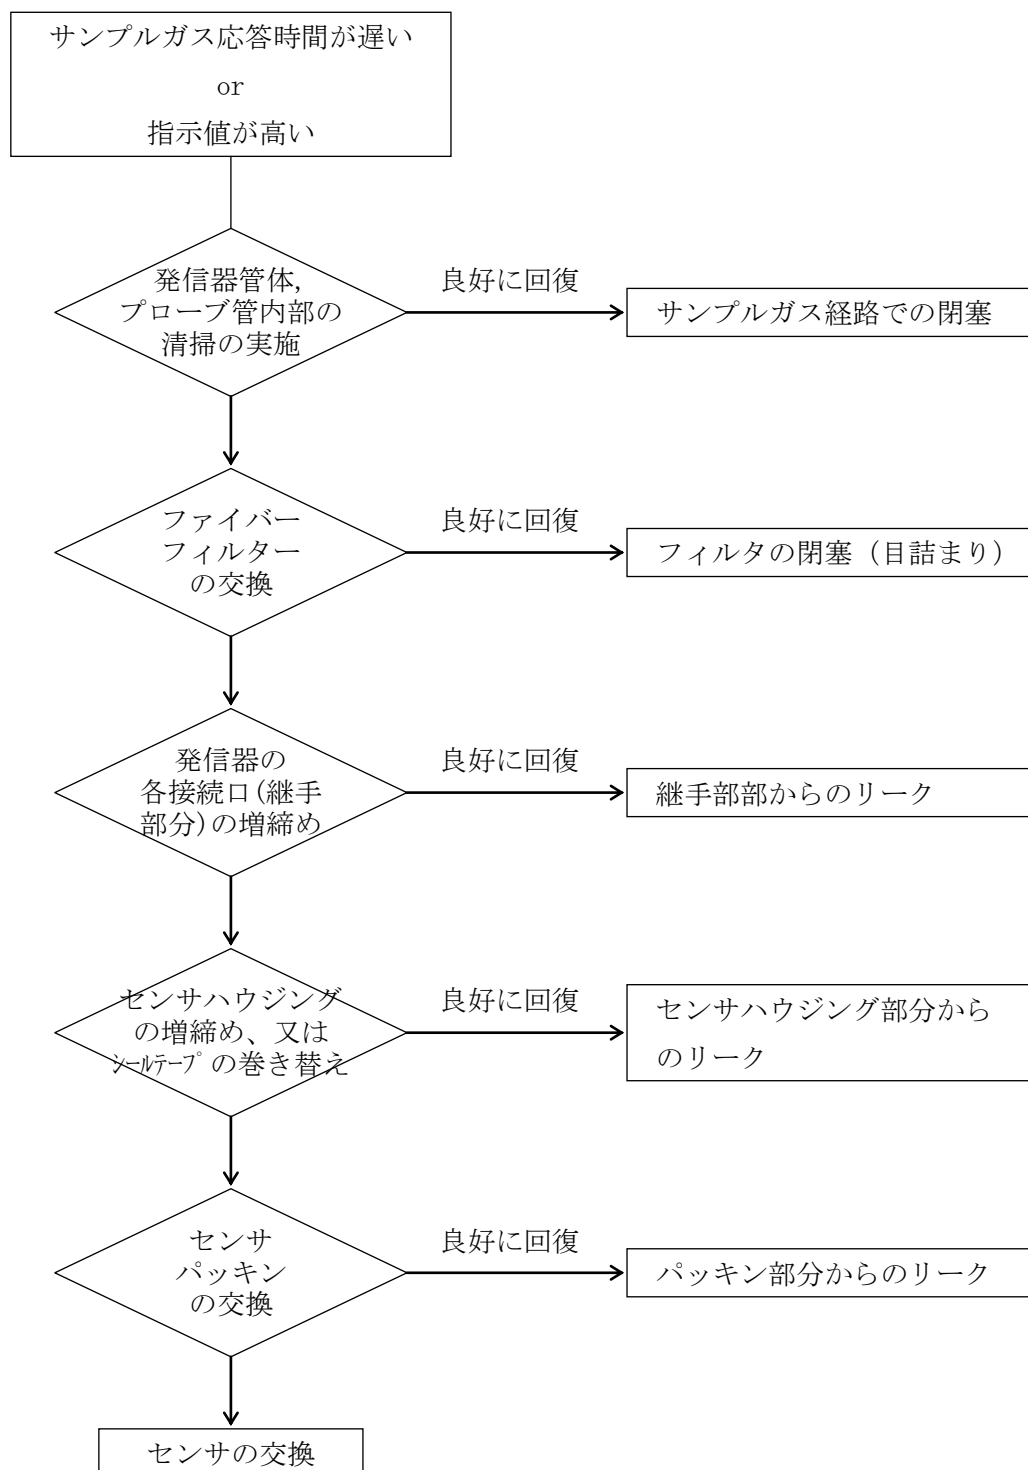 サンプルガス応答時間が遅い
or
指示値が高い
発信器管体,
プローブ管内部の
清掃の実施
良好に回復
サンプルガス経路での閉塞
ファイバー
フィルター
の交換
良好に回復
フィルタの閉塞（目詰まり）
発信器の
各接続口(継手
部分)の増締め
良好に回復
継手部部からのリーク
センサハウジング
の増締め、又は
ｼｰﾙﾃｰﾌﾟの巻き替え
良好に回復
センサハウジング部分から
のリーク
センサ
パッキン
の交換
良好に回復
パッキン部分からのリーク
センサの交換